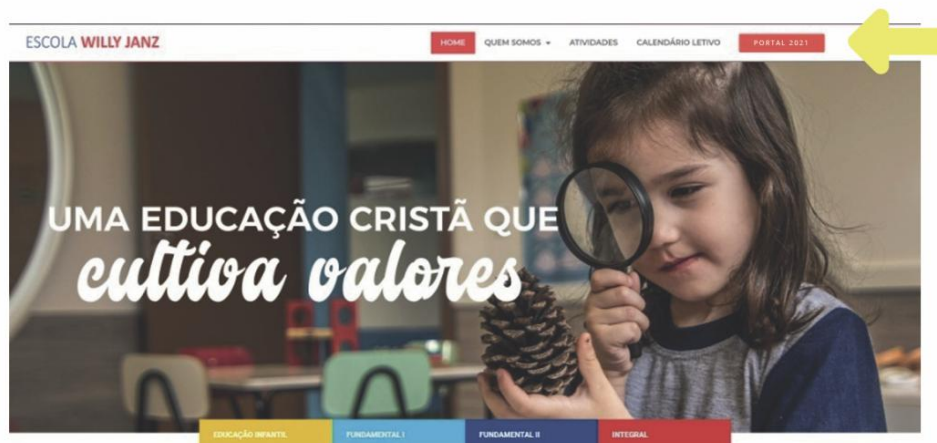 ESCOLA WILLY JANZ
HOME QUEM SOMOS ATIVIDADES CALENDÁRIO LETIVO PORTAL 2021
UMA EDUCAÇÃO CRISTÃ QUE
cultiva valores
EDUCAÇÃO INFANTIL FUNDAMENTAL I FUNDAMENTAL II INTEGRAL